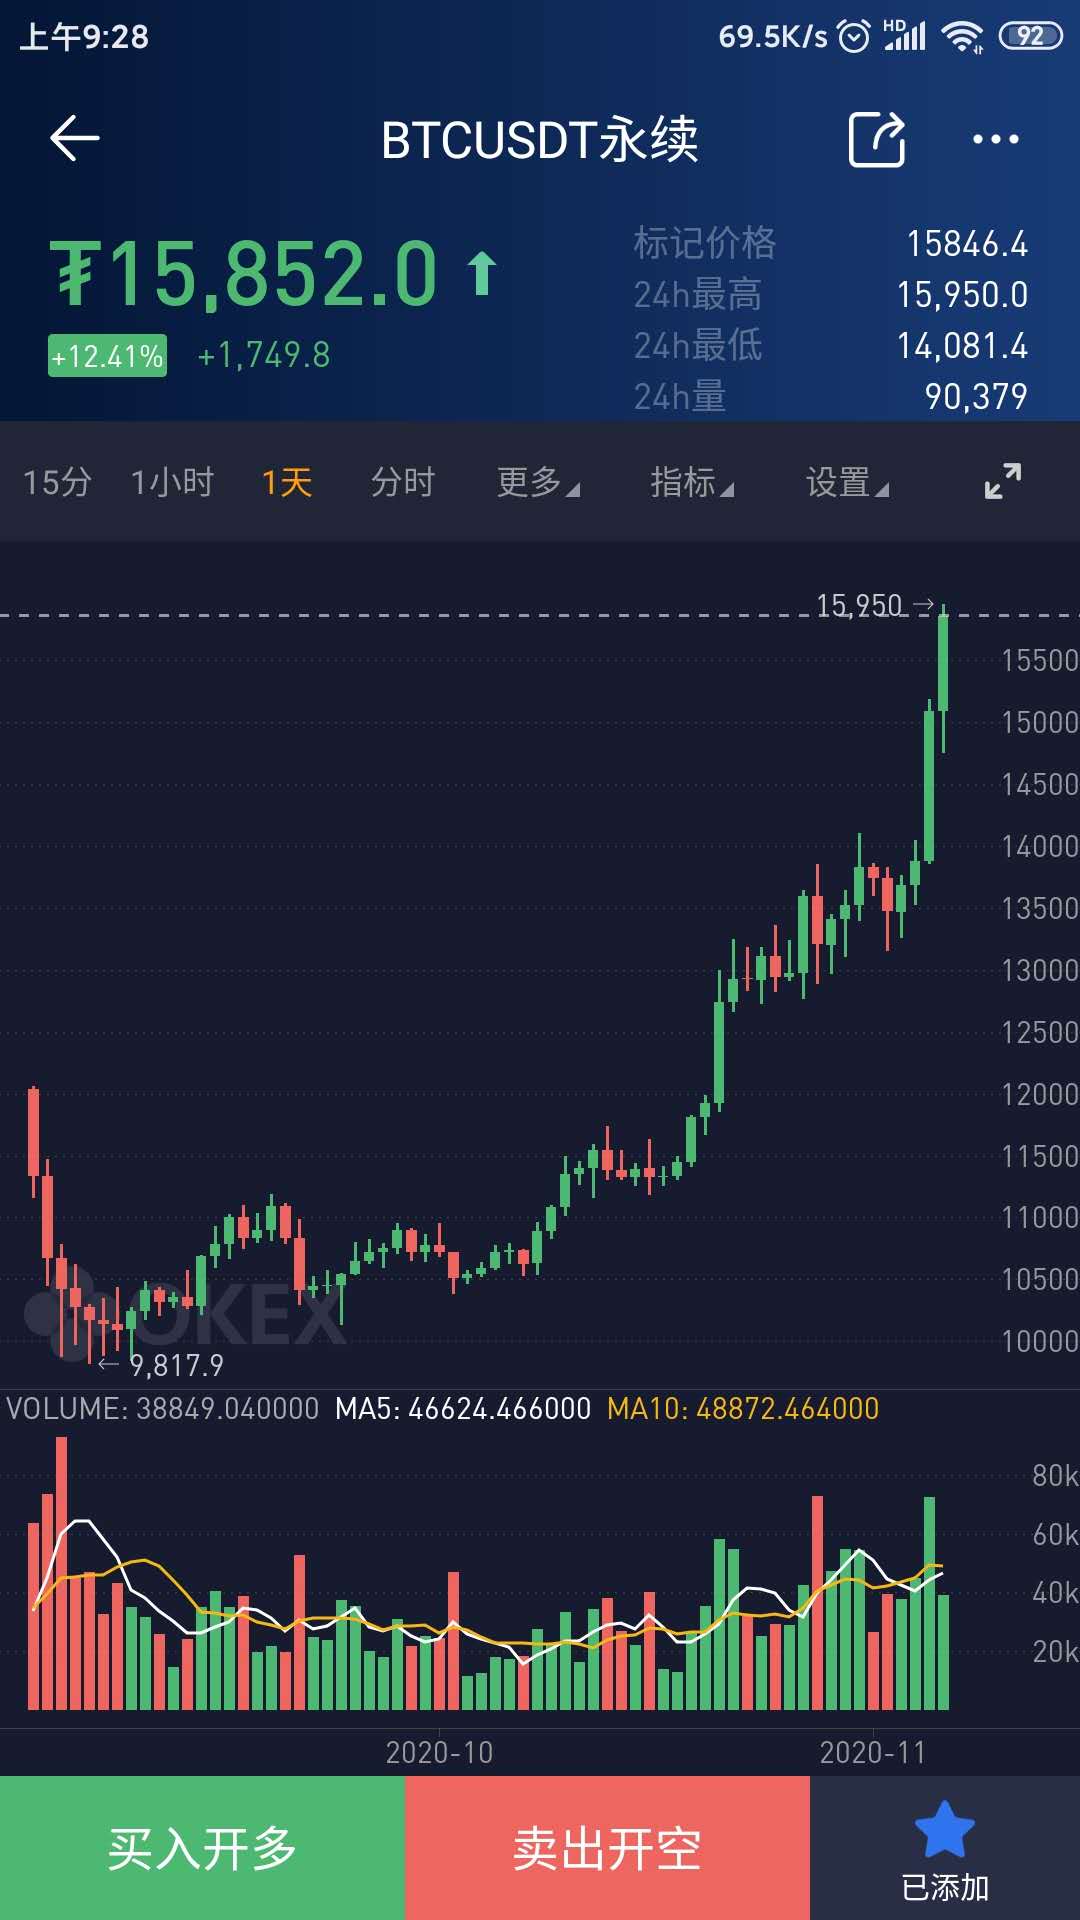 上午9:28 69.5K/s HD 92
BTCUSDT永续
₮15,852.0
+12.41% +1,749.8
标记价格 15846.4
24h最高 15,950.0
24h最低 14,081.4
24h量 90,379
15分 1小时 1天 分时 更多 指标 设置
15,950
15500
15000
14500
14000
13500
13000
12500
12000
11500
11000
10500
10000
OKEX
9,817.9
VOLUME: 38849.040000 MA5: 46624.466000 MA10: 48872.464000
80k
60k
40k
20k
2020-10 2020-11
买入开多 卖出开空 已添加